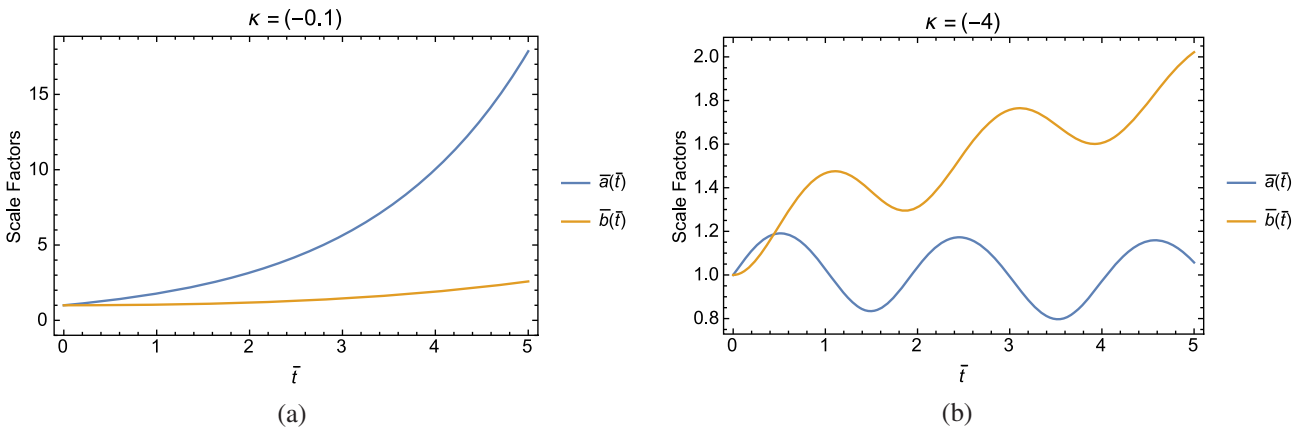 κ = (-0.1)
Scale Factors
15
10
5
0
0 1 2 3 4 5
t̄
ā(t̄)
b̄(t̄)
(a)
κ = (-4)
Scale Factors
2.0
1.8
1.6
1.4
1.2
1.0
0.8
0 1 2 3 4 5
t̄
ā(t̄)
b̄(t̄)
(b)